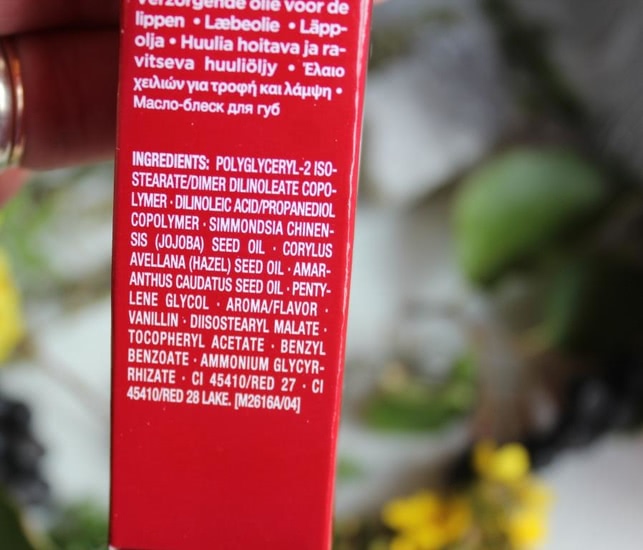 verzorgende olie voor de
lippen • Læbeolie • Läpp-
olja • Huulia hoitava ja ra-
vitseva huuliöljy • Έλαιο
χειλιών για τροφή και λάμψη •
Масло-блеск для губ
INGREDIENTS: POLYGLYCERYL-2 ISO-
STEARATE/DIMER DILINOLEATE COPO-
LYMER · DILINOLEIC ACID/PROPANEDIOL
COPOLYMER · SIMMONDSIA CHINEN-
SIS (JOJOBA) SEED OIL · CORYLUS
AVELLANA (HAZEL) SEED OIL · AMAR-
ANTHUS CAUDATUS SEED OIL · PENTY-
LENE GLYCOL · AROMA/FLAVOR ·
VANILLIN · DIISOSTEARYL MALATE ·
TOCOPHERYL ACETATE · BENZYL
BENZOATE · AMMONIUM GLYCYR-
RHIZATE · CI 45410/RED 27 · CI
45410/RED 28 LAKE. [M2616A/04]